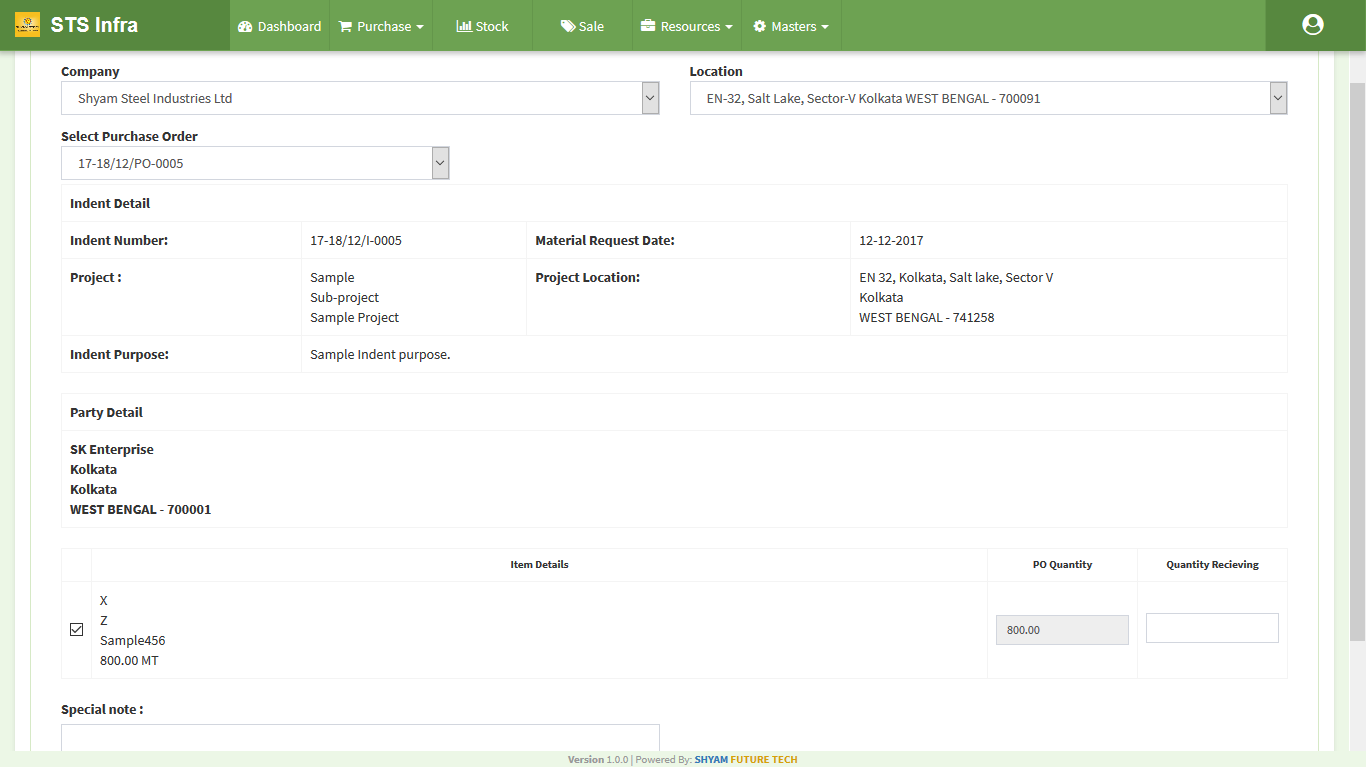 STS Infra
Dashboard
Purchase
Stock
Sale
Resources
Masters
Company
Location
Shyam Steel Industries Ltd
EN-32, Salt Lake, Sector-V Kolkata WEST BENGAL - 700091
Select Purchase Order
17-18/12/PO-0005
Indent Detail
Indent Number:
17-18/12/I-0005
Material Request Date:
12-12-2017
Project :
Sample
Sub-project
Sample Project
Project Location:
EN 32, Kolkata, Salt lake, Sector V
Kolkata
WEST BENGAL - 741258
Indent Purpose:
Sample Indent purpose.
Party Detail
SK Enterprise
Kolkata
Kolkata
WEST BENGAL - 700001
Item Details
PO Quantity
Quantity Recieving
X
Z
Sample456
800.00 MT
800.00
Special note :
Version 1.0.0 | Powered By: SHYAM FUTURE TECH